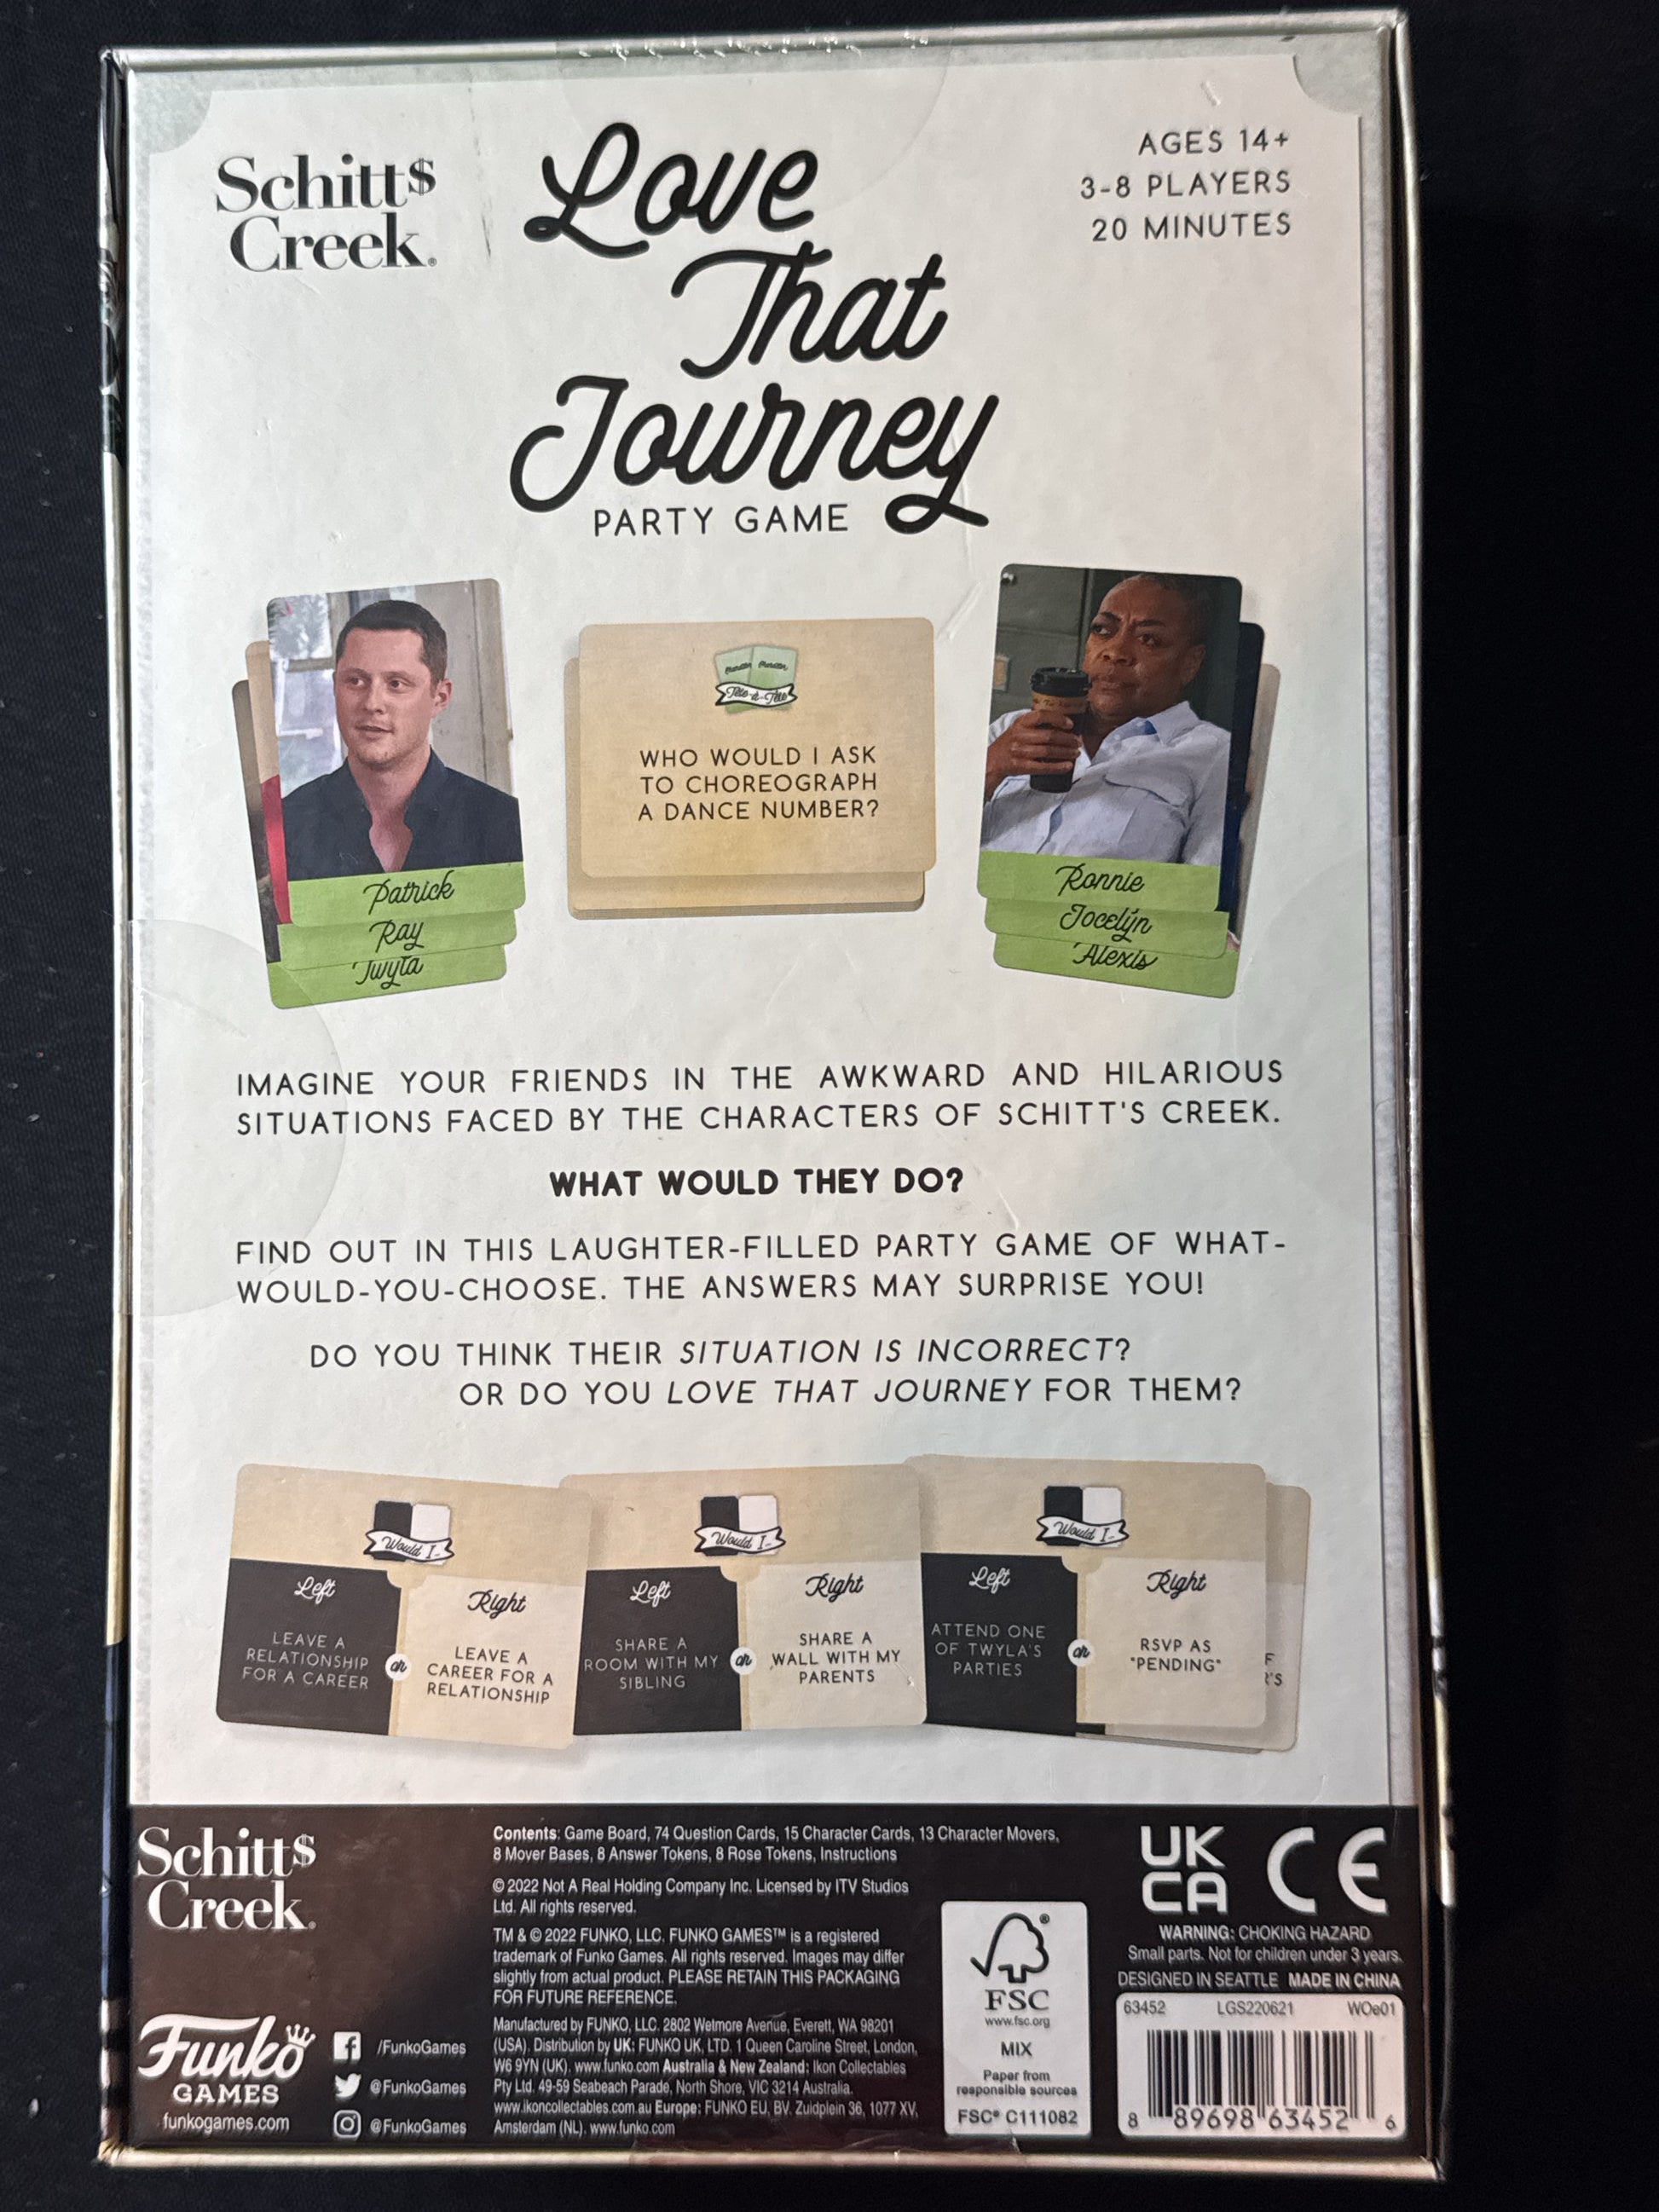 Schitt$
Creek.
Love
That
Journey
PARTY GAME
AGES 14+
3-8 PLAYERS
20 MINUTES
Patrick
Ray
Twyla
Tête-à-Tête
WHO WOULD I ASK
TO CHOREOGRAPH
A DANCE NUMBER?
Ronnie
Jocelyn
Alexis
IMAGINE YOUR FRIENDS IN THE AWKWARD AND HILARIOUS
SITUATIONS FACED BY THE CHARACTERS OF SCHITT'S CREEK.
WHAT WOULD THEY DO?
FIND OUT IN THIS LAUGHTER-FILLED PARTY GAME OF WHAT-
WOULD-YOU-CHOOSE. THE ANSWERS MAY SURPRISE YOU!
DO YOU THINK THEIR SITUATION IS INCORRECT?
OR DO YOU LOVE THAT JOURNEY FOR THEM?
Would I...
Left
LEAVE A
RELATIONSHIP
FOR A CAREER
or
Right
LEAVE A
CAREER FOR A
RELATIONSHIP
Would I...
Left
SHARE A
ROOM WITH MY
SIBLING
or
Right
SHARE A
WALL WITH MY
PARENTS
Would I...
Left
ATTEND ONE
OF TWYLA'S
PARTIES
or
Right
RSVP AS
"PENDING"
Schitt$
Creek.
Funko
GAMES
funkogames.com
/FunkoGames
@FunkoGames
@FunkoGames
Contents: Game Board, 74 Question Cards, 15 Character Cards, 13 Character Movers,
8 Mover Bases, 8 Answer Tokens, 8 Rose Tokens, Instructions
© 2022 Not A Real Holding Company Inc. Licensed by ITV Studios
Ltd. All rights reserved.
TM & © 2022 FUNKO, LLC. FUNKO GAMES™ is a registered
trademark of Funko Games. All rights reserved. Images may differ
slightly from actual product. PLEASE RETAIN THIS PACKAGING
FOR FUTURE REFERENCE.
Manufactured by FUNKO, LLC. 2802 Wetmore Avenue, Everett, WA 98201
(USA). Distribution by UK: FUNKO UK, LTD. 1 Queen Caroline Street, London,
W6 9YN (UK). www.funko.com Australia & New Zealand: Ikon Collectables
Pty Ltd. 49-59 Seabeach Parade, North Shore, VIC 3214 Australia.
www.ikoncollectables.com.au Europe: FUNKO EU, BV. Zuidplein 36, 1077 XV,
Amsterdam (NL). www.funko.com
FSC®
www.fsc.org
MIX
Paper from
responsible sources
FSC® C111082
UK
CA
CE
WARNING: CHOKING HAZARD
Small parts. Not for children under 3 years.
DESIGNED IN SEATTLE MADE IN CHINA
63452 LGS220621 WOe01
8 89698 63452 6